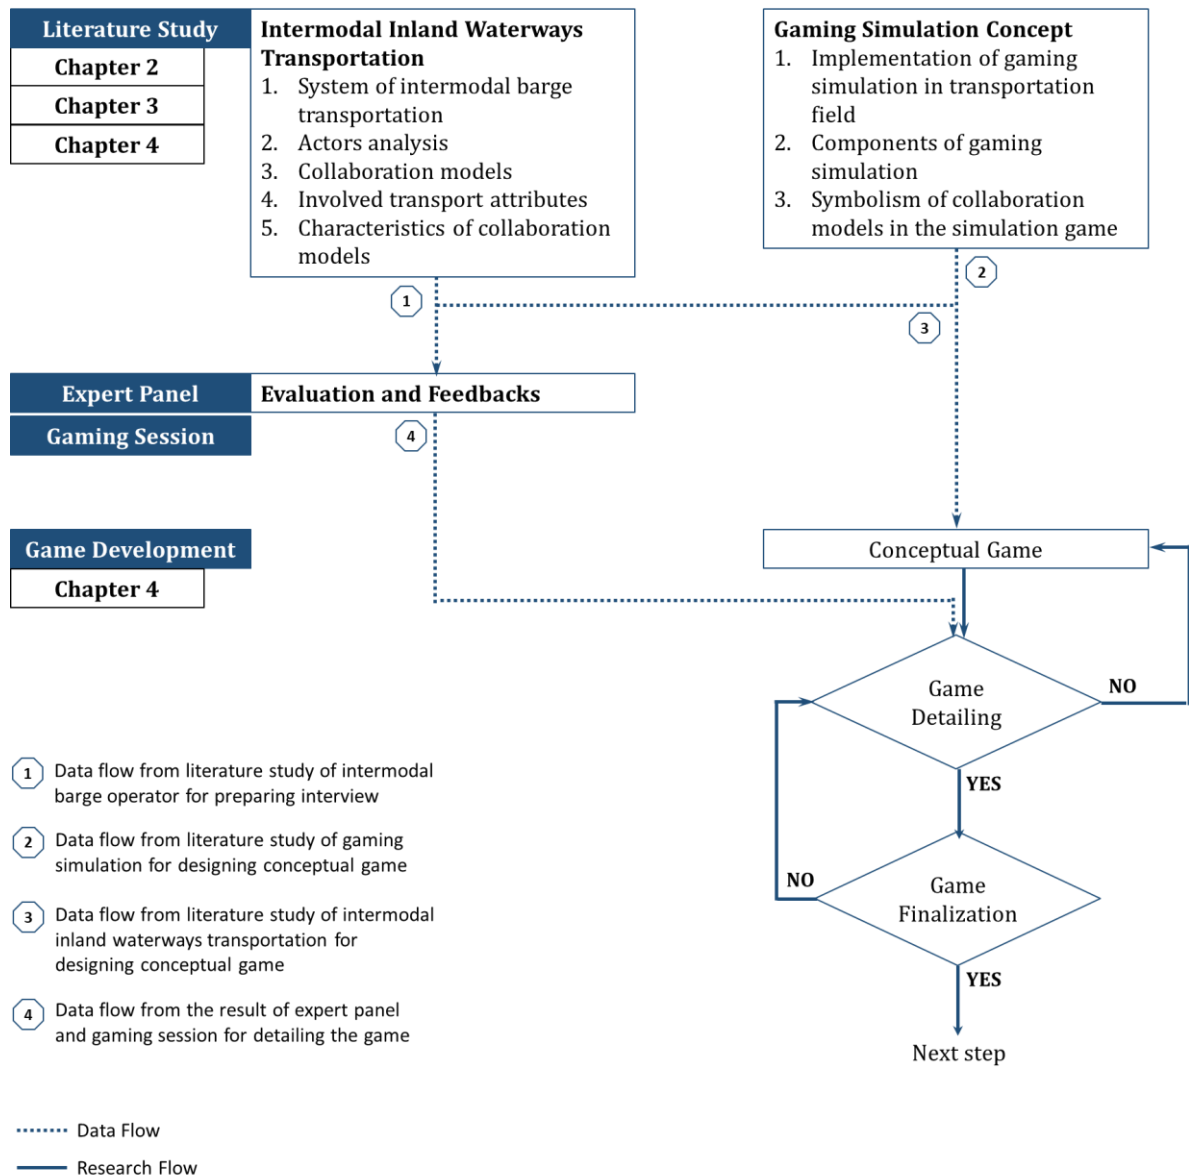 Literature Study
Chapter 2
Chapter 3
Chapter 4
Intermodal Inland Waterways
Transportation
1. System of intermodal barge
transportation
2. Actors analysis
3. Collaboration models
4. Involved transport attributes
5. Characteristics of collaboration
models
Gaming Simulation Concept
1. Implementation of gaming
simulation in transportation
field
2. Components of gaming
simulation
3. Symbolism of collaboration
models in the simulation game
1
2
3
Expert Panel
Evaluation and Feedbacks
Gaming Session
4
Game Development
Chapter 4
Conceptual Game
Game
Detailing
NO
YES
Game
Finalization
NO
YES
Next step
1 Data flow from literature study of intermodal
barge operator for preparing interview
2 Data flow from literature study of gaming
simulation for designing conceptual game
3 Data flow from literature study of intermodal
inland waterways transportation for
designing conceptual game
4 Data flow from the result of expert panel
and gaming session for detailing the game
Data Flow
Research Flow